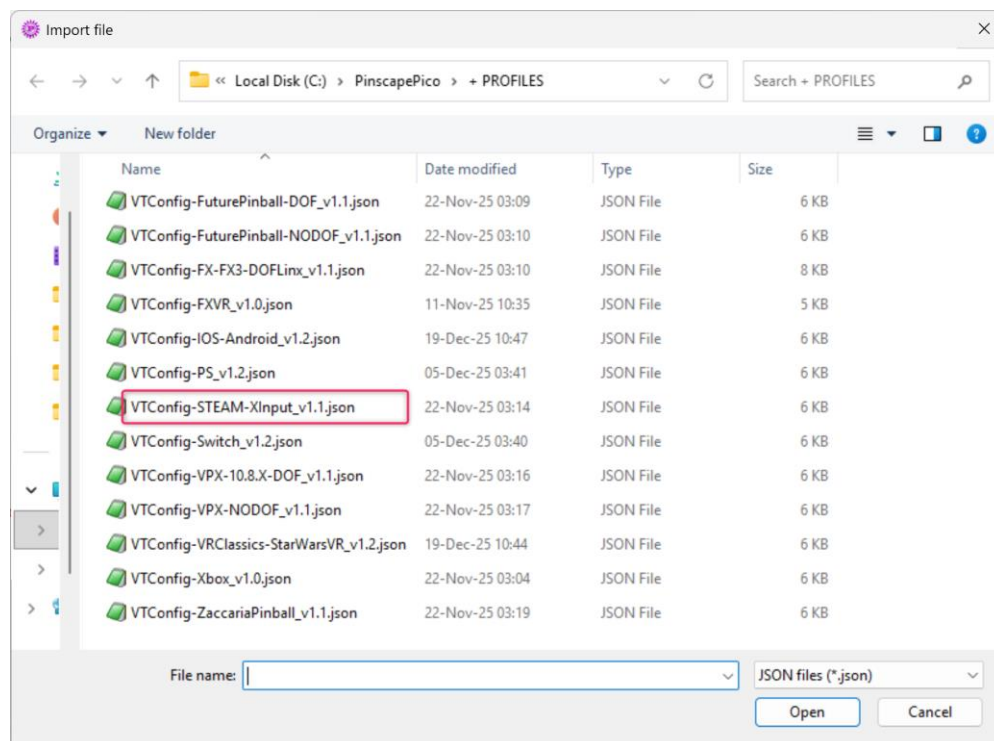 Import file
« Local Disk (C:) > PinscapePico > + PROFILES
Search + PROFILES
Organize
New folder
Name Date modified Type Size
VTConfig-FuturePinball-DOF_v1.1.json 22-Nov-25 03:09 JSON File 6 KB
VTConfig-FuturePinball-NODOF_v1.1.json 22-Nov-25 03:10 JSON File 6 KB
VTConfig-FX-FX3-DOFLinx_v1.1.json 22-Nov-25 03:10 JSON File 8 KB
VTConfig-FXVR_v1.0.json 11-Nov-25 10:35 JSON File 5 KB
VTConfig-IOS-Android_v1.2.json 19-Dec-25 10:47 JSON File 6 KB
VTConfig-PS_v1.2.json 05-Dec-25 03:41 JSON File 6 KB
VTConfig-STEAM-XInput_v1.1.json 22-Nov-25 03:14 JSON File 6 KB
VTConfig-Switch_v1.2.json 05-Dec-25 03:40 JSON File 6 KB
VTConfig-VPX-10.8.X-DOF_v1.1.json 22-Nov-25 03:16 JSON File 6 KB
VTConfig-VPX-NODOF_v1.1.json 22-Nov-25 03:17 JSON File 6 KB
VTConfig-VRClassics-StarWarsVR_v1.2.json 19-Dec-25 10:44 JSON File 6 KB
VTConfig-Xbox_v1.0.json 22-Nov-25 03:04 JSON File 6 KB
VTConfig-ZaccariaPinball_v1.1.json 22-Nov-25 03:19 JSON File 6 KB
File name:
JSON files (*.json)
Open
Cancel